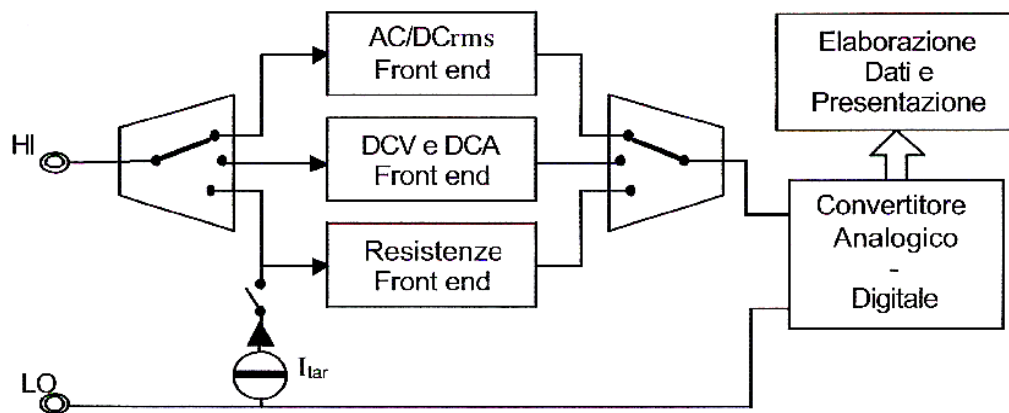 HI
AC/DCrms
Front end
DCV e DCA
Front end
Resistenze
Front end
Elaborazione
Dati e
Presentazione
Convertitore
Analogico
-
Digitale
Itar
LO